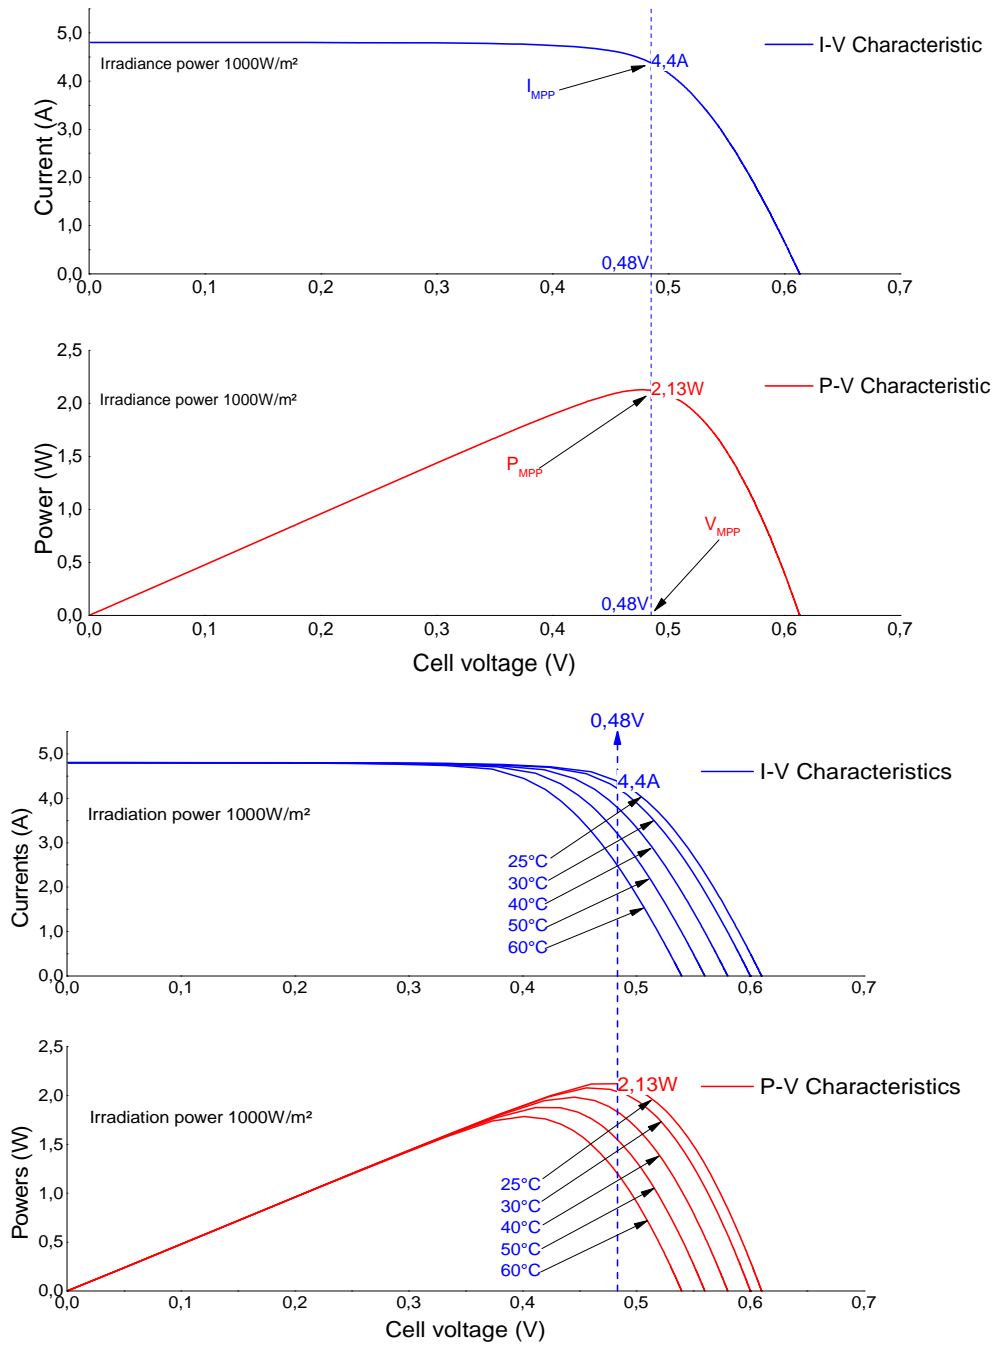 5,0
4,0
3,0
2,0
1,0
0,0
Current (A)
Irradiance power 1000W/m²
4,4A
I-V Characteristic
IMPP
0,48V
0,0 0,1 0,2 0,3 0,4 0,5 0,6 0,7
2,5
2,0
1,5
1,0
0,5
0,0
Power (W)
Irradiance power 1000W/m²
2,13W
P-V Characteristic
PMPP
VMPP
0,48V
0,0 0,1 0,2 0,3 0,4 0,5 0,6 0,7
Cell voltage (V)
0,48V
5,0
4,0
3,0
2,0
1,0
0,0
Currents (A)
4,4A
I-V Characteristics
Irradiation power 1000W/m²
25°C
30°C
40°C
50°C
60°C
0,0 0,1 0,2 0,3 0,4 0,5 0,6 0,7
2,5
2,0
1,5
1,0
0,5
0,0
Powers (W)
2,13W
P-V Characteristics
Irradiation power 1000W/m²
25°C
30°C
40°C
50°C
60°C
0,0 0,1 0,2 0,3 0,4 0,5 0,6 0,7
Cell voltage (V)